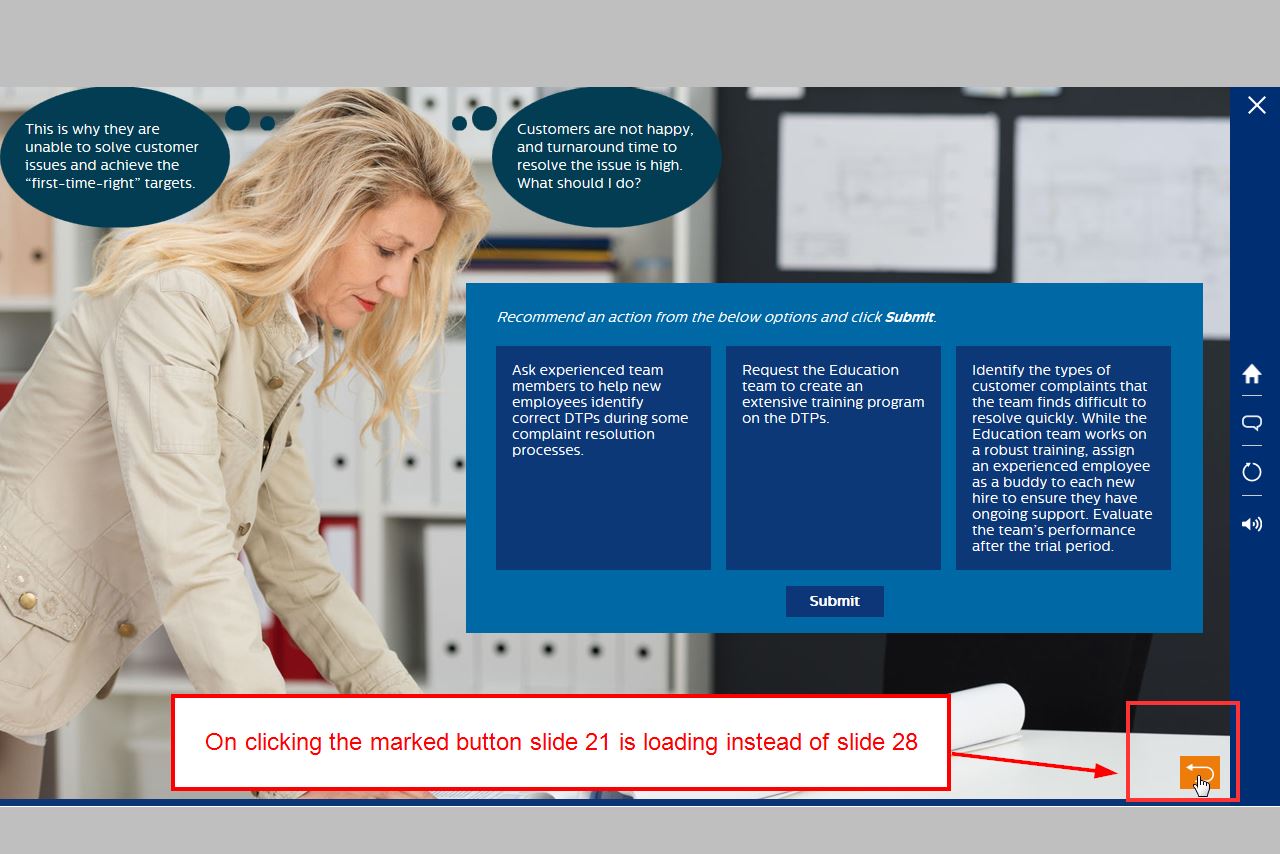 This is why they are
unable to solve customer
issues and achieve the
“first-time-right” targets.
Customers are not happy,
and turnaround time to
resolve the issue is high.
What should I do?
Recommend an action from the below options and click Submit.
Ask experienced team
members to help new
employees identify
correct DTPs during some
complaint resolution
processes.
Request the Education
team to create an
extensive training program
on the DTPs.
Identify the types of
customer complaints that
the team finds difficult to
resolve quickly. While the
Education team works on
a robust training, assign
an experienced employee
as a buddy to each new
hire to ensure they have
ongoing support. Evaluate
the team’s performance
after the trial period.
Submit
On clicking the marked button slide 21 is loading instead of slide 28